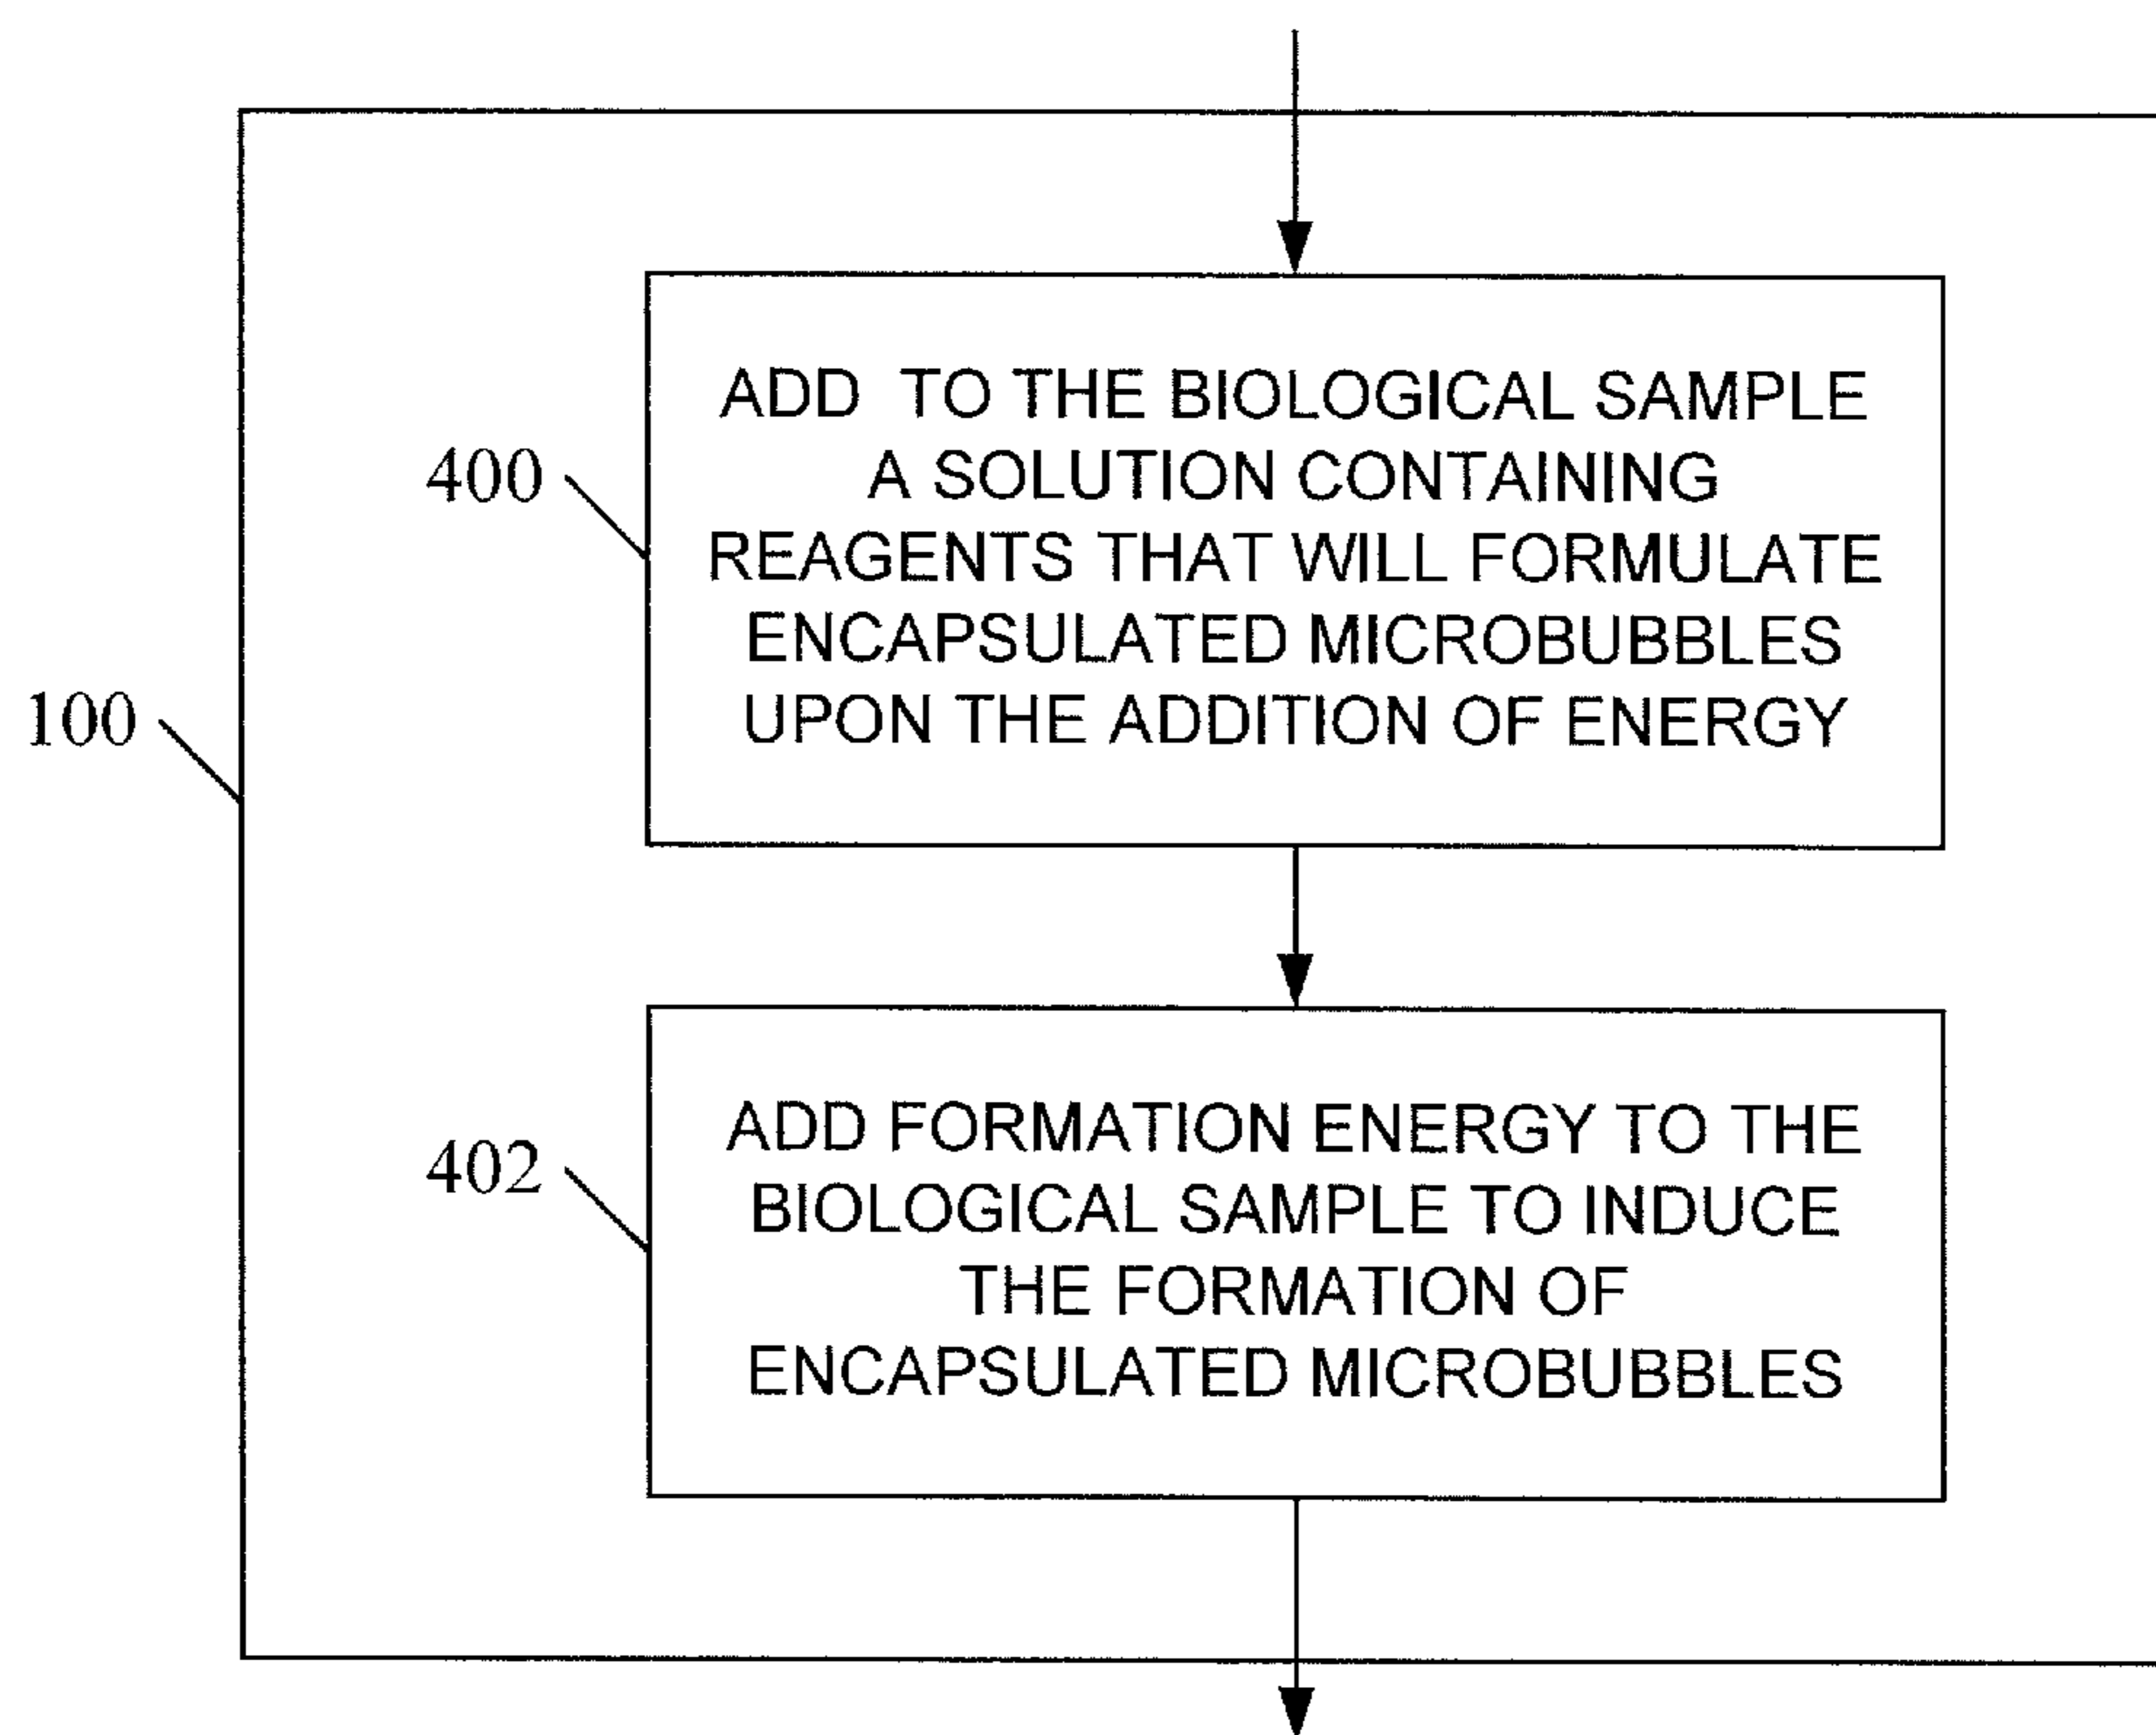 ADD TO THE BIOLOGICAL SAMPLE
A SOLUTION CONTAINING
REAGENTS THAT WILL FORMULATE
ENCAPSULATED MICROBUBBLES
UPON THE ADDITION OF ENERGY
400
100
ADD FORMATION ENERGY TO THE
BIOLOGICAL SAMPLE TO INDUCE
THE FORMATION OF
ENCAPSULATED MICROBUBBLES
402